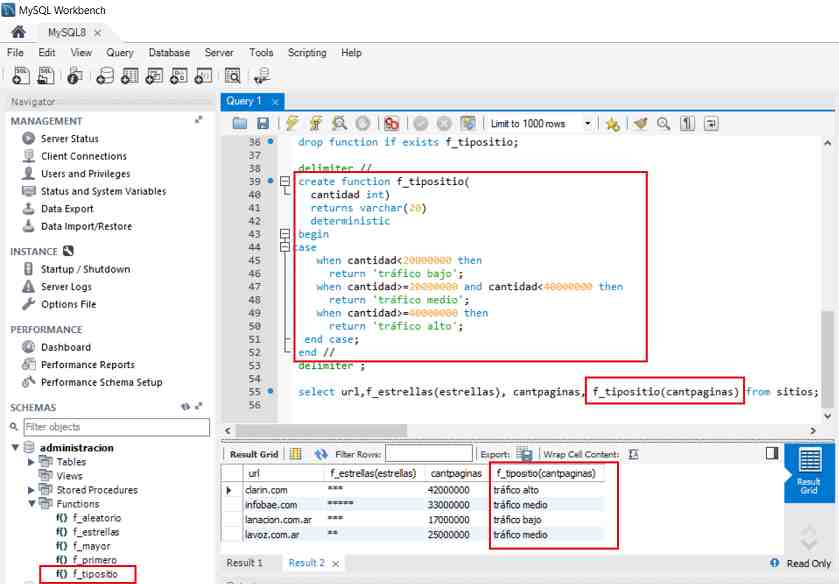 MySQL Workbench
MySQL8
File Edit View Query Database Server Tools Scripting Help
Navigator
MANAGEMENT
Server Status
Client Connections
Users and Privileges
Status and System Variables
Data Export
Data Import/Restore
INSTANCE
Startup / Shutdown
Server Logs
Options File
PERFORMANCE
Dashboard
Performance Reports
Performance Schema Setup
SCHEMAS
Filter objects
administracion
Tables
Views
Stored Procedures
Functions
f() f_aleatorio
f() f_estrellas
f() f_mayor
f() f_primero
f() f_tipositio
Query 1
Limit to 1000 rows
36 drop function if exists f_tipositio;
37
38 delimiter //
39 create function f_tipositio(
40 cantidad int)
41 returns varchar(20)
42 deterministic
43 begin
44 case
45 when cantidad<20000000 then
46 return 'tráfico bajo';
47 when cantidad>=20000000 and cantidad<40000000 then
48 return 'tráfico medio';
49 when cantidad>=40000000 then
50 return 'tráfico alto';
51 end case;
52 end //
53 delimiter ;
54
55 select url,f_estrellas(estrellas), cantpaginas, f_tipositio(cantpaginas) from sitios;
56
Result Grid Filter Rows: Export: Wrap Cell Content:
url f_estrellas(estrellas) cantpaginas f_tipositio(cantpaginas)
clarin.com *** 42000000 tráfico alto
infobae.com ***** 33000000 tráfico medio
lanacion.com.ar *** 17000000 tráfico bajo
lavoz.com.ar ** 25000000 tráfico medio
Result
Grid
Result 1 Result 2 Read Only